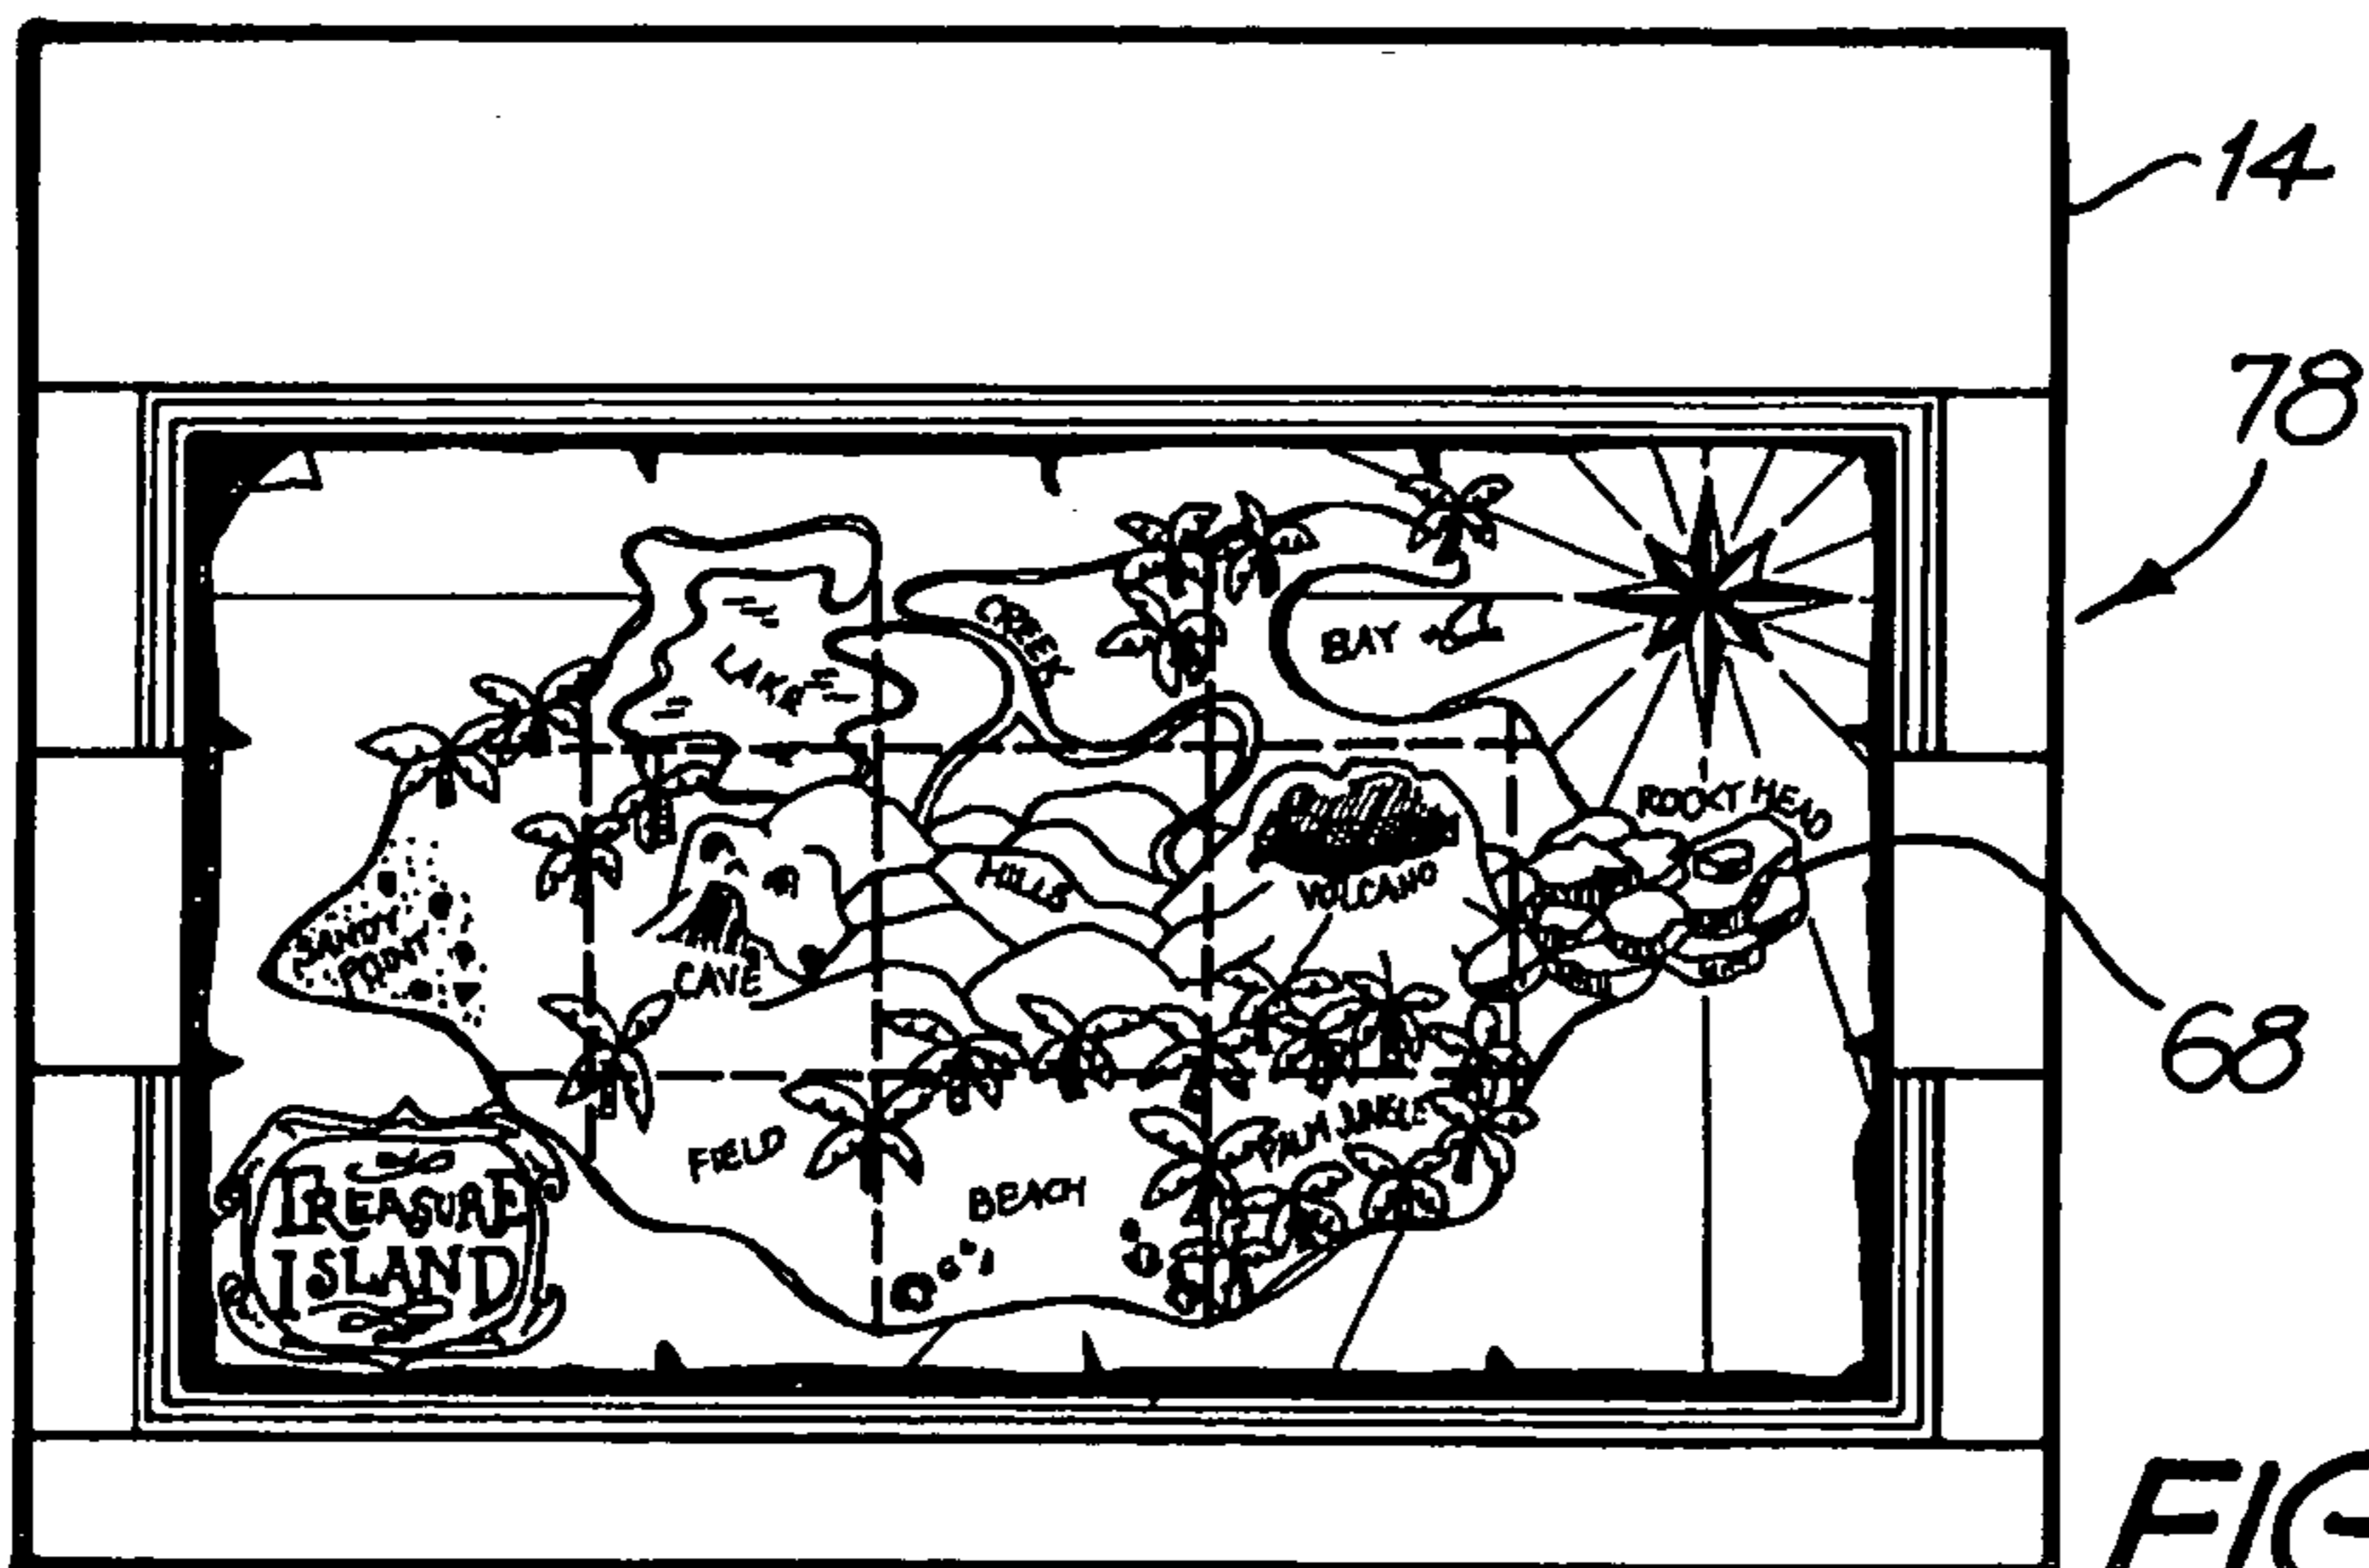 14
78
CREEK
BAY
LAKE
ROCKY HEAD
HILLS
VOLCANO
SANDY
POINT
CAVE
68
PALM JUNGLE
FIELD
BEACH
TREASURE
ISLAND
FIG